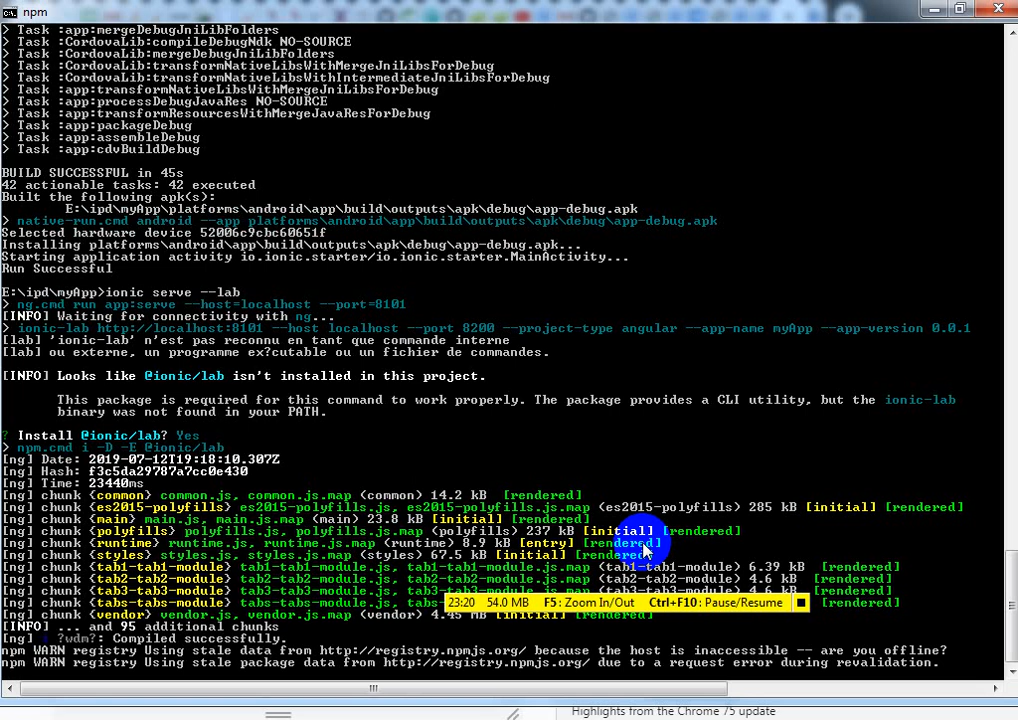 npm
> Task :app:mergeDebugJniLibFolders
> Task :CordovaLib:compileDebugNdk NO-SOURCE
> Task :CordovaLib:mergeDebugJniLibFolders
> Task :CordovaLib:transformNativeLibsWithMergeJniLibsForDebug
> Task :CordovaLib:transformNativeLibsWithIntermediateJniLibsForDebug
> Task :app:transformNativeLibsWithMergeJniLibsForDebug
> Task :app:processDebugJavaRes NO-SOURCE
> Task :app:transformResourcesWithMergeJavaResForDebug
> Task :app:packageDebug
> Task :app:assembleDebug
> Task :app:cdvBuildDebug
BUILD SUCCESSFUL in 45s
42 actionable tasks: 42 executed
Built the following apk(s):
E:\ipd\myApp\platforms\android\app\build\outputs\apk\debug\app-debug.apk
> native-run.cmd android --app platforms\android\app\build\outputs\apk\debug\app-debug.apk
Selected hardware device 52006c9cbc60651f
Installing platforms\android\app\build\outputs\apk\debug\app-debug.apk...
Starting application activity io.ionic.starter/io.ionic.starter.MainActivity...
Run Successful
E:\ipd\myApp>ionic serve --lab
> ng.cmd run app:serve --host=localhost --port=8101
[INFO] Waiting for connectivity with ng...
> ionic-lab http://localhost:8101 --host localhost --port 8200 --project-type angular --app-name myApp --app-version 0.0.1
[lab] 'ionic-lab' n'est pas reconnu en tant que commande interne
[lab] ou externe, un programme ex?cutable ou un fichier de commandes.
[INFO] Looks like @ionic/lab isn't installed in this project.
This package is required for this command to work properly. The package provides a CLI utility, but the ionic-lab
binary was not found in your PATH.
? Install @ionic/lab? Yes
> npm.cmd i -D -E @ionic/lab
[ng] Date: 2019-07-12T19:18:10.307Z
[ng] Hash: f3c5da29787a7cc0e430
[ng] Time: 23440ms
[ng] chunk {common} common.js, common.js.map (common) 14.2 kB  [rendered]
[ng] chunk {es2015-polyfills} es2015-polyfills.js, es2015-polyfills.js.map (es2015-polyfills) 285 kB [initial] [rendered]
[ng] chunk {main} main.js, main.js.map (main) 23.8 kB [initial] [rendered]
[ng] chunk {polyfills} polyfills.js, polyfills.js.map (polyfills) 237 kB [initial] [rendered]
[ng] chunk {runtime} runtime.js, runtime.js.map (runtime) 8.9 kB [entry] [rendered]
[ng] chunk {styles} styles.js, styles.js.map (styles) 67.5 kB [initial] [rendered]
[ng] chunk {tab1-tab1-module} tab1-tab1-module.js, tab1-tab1-module.js.map (tab1-tab1-module) 6.39 kB  [rendered]
[ng] chunk {tab2-tab2-module} tab2-tab2-module.js, tab2-tab2-module.js.map (tab2-tab2-module) 4.6 kB  [rendered]
[ng] chunk {tab3-tab3-module} tab3-tab3-module.js, tab3-tab3-module.js.map (tab3-tab3-module) 4.6 kB  [rendered]
[ng] chunk {tabs-tabs-module} tabs-tabs-module.js, [rendered]
23:20 54.0 MB F5: Zoom In/Out Ctrl+F10: Pause/Resume
[ng] chunk {vendor} vendor.js, vendor.js.map (vendor) 4.45 MB [initial] [rendered]
[INFO] ... and 95 additional chunks
[ng] i ?wdm?: Compiled successfully.
npm WARN registry Using stale data from http://registry.npmjs.org/ because the host is inaccessible -- are you offline?
npm WARN registry Using stale package data from http://registry.npmjs.org/ due to a request error during revalidation.
Highlights from the Chrome 75 update